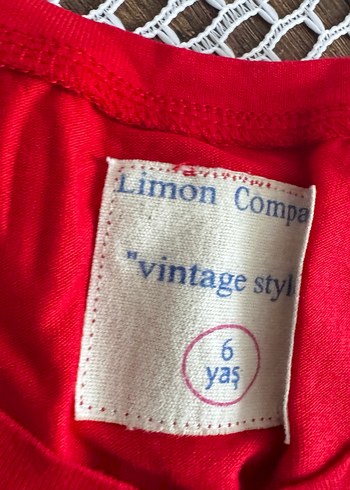 Limon Compa
"vintage styl
6
yaş